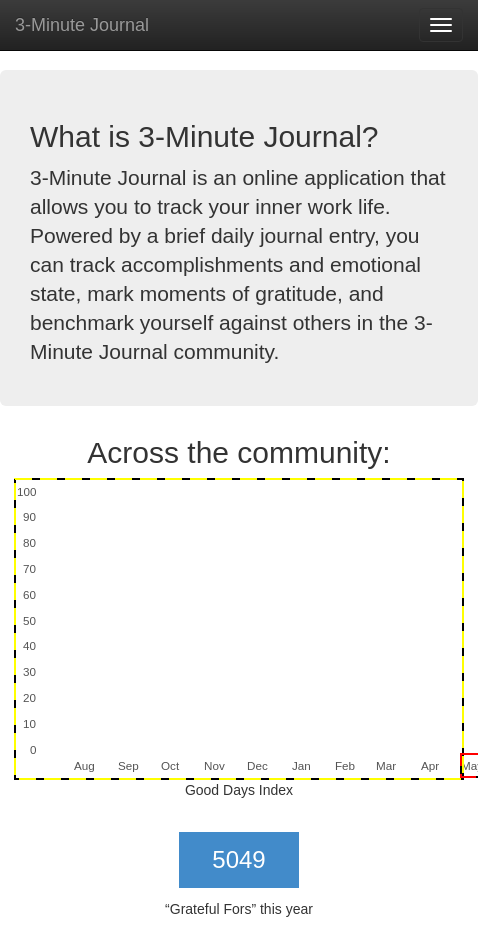 3-Minute Journal
What is 3-Minute Journal?
3-Minute Journal is an online application that
allows you to track your inner work life.
Powered by a brief daily journal entry, you
can track accomplishments and emotional
state, mark moments of gratitude, and
benchmark yourself against others in the 3-
Minute Journal community.
Across the community:
100
90
80
70
60
50
40
30
20
10
0
Aug Sep Oct Nov Dec Jan Feb Mar Apr May
Good Days Index
5049
“Grateful Fors” this year